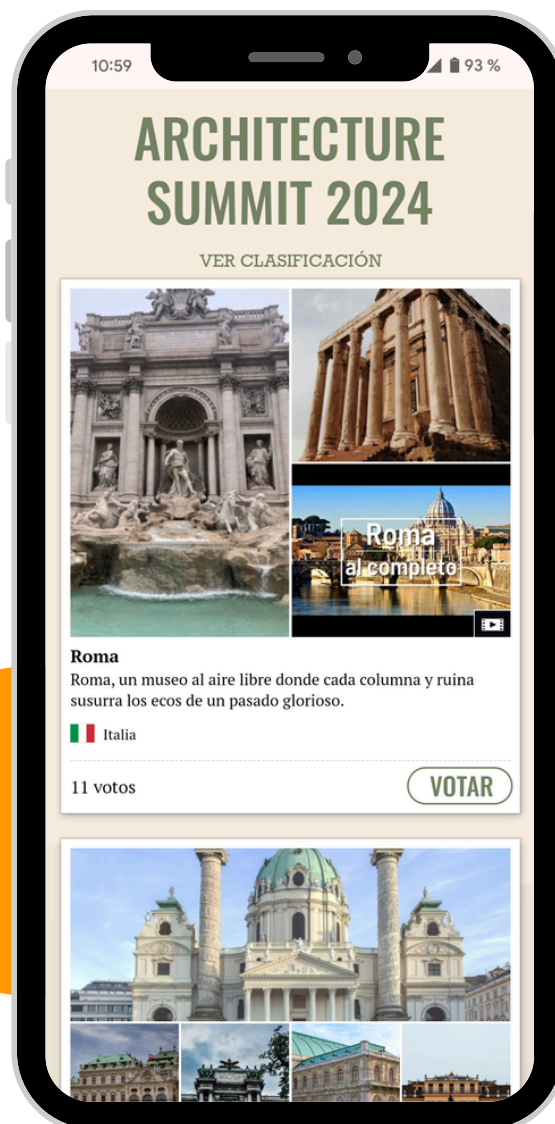 10:59
93 %
ARCHITECTURE
SUMMIT 2024
VER CLASIFICACIÓN
Roma
al completo
Roma
Roma, un museo al aire libre donde cada columna y ruina
susurra los ecos de un pasado glorioso.
Italia
11 votos
VOTAR